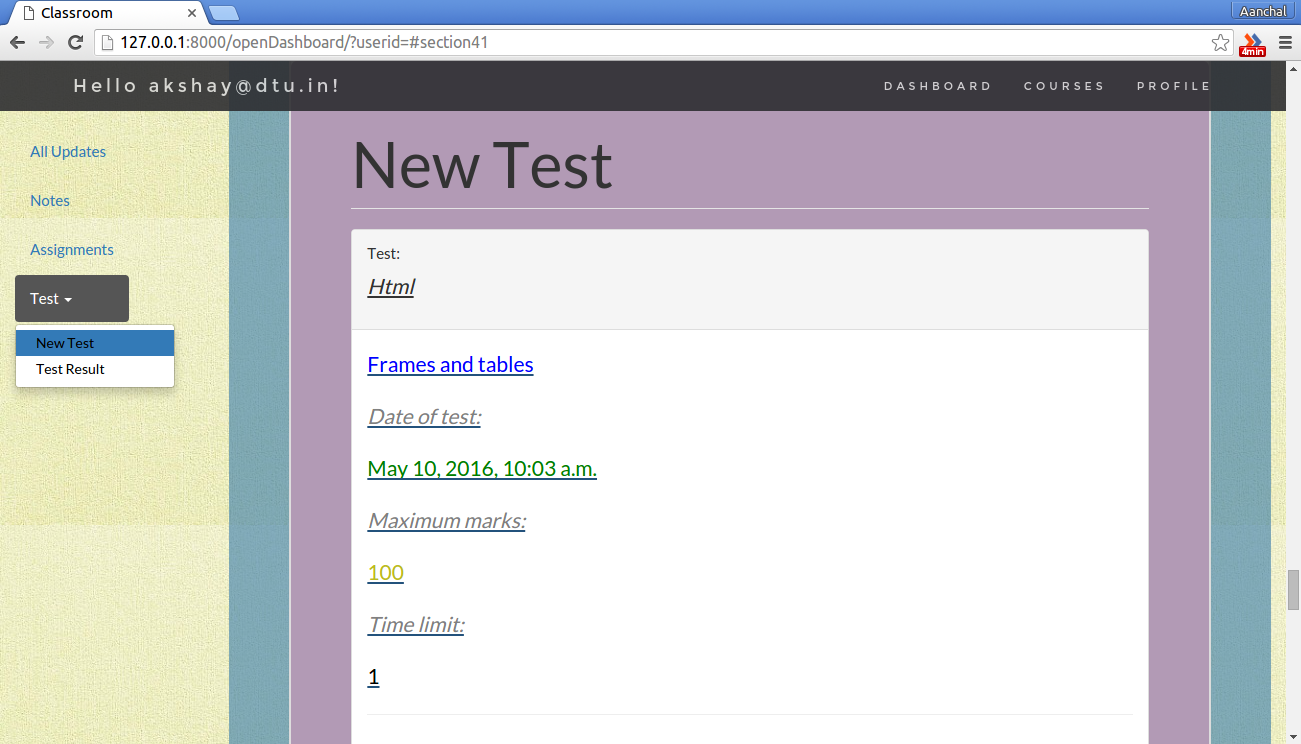 Classroom
Aanchal
127.0.0.1:8000/openDashboard/?userid=#section41
4min
Hello akshay@dtu.in!
DASHBOARD COURSES PROFILE
All Updates
Notes
Assignments
Test
New Test
Test Result
New Test
Test:
Html
Frames and tables
Date of test:
May 10, 2016, 10:03 a.m.
Maximum marks:
100
Time limit:
1